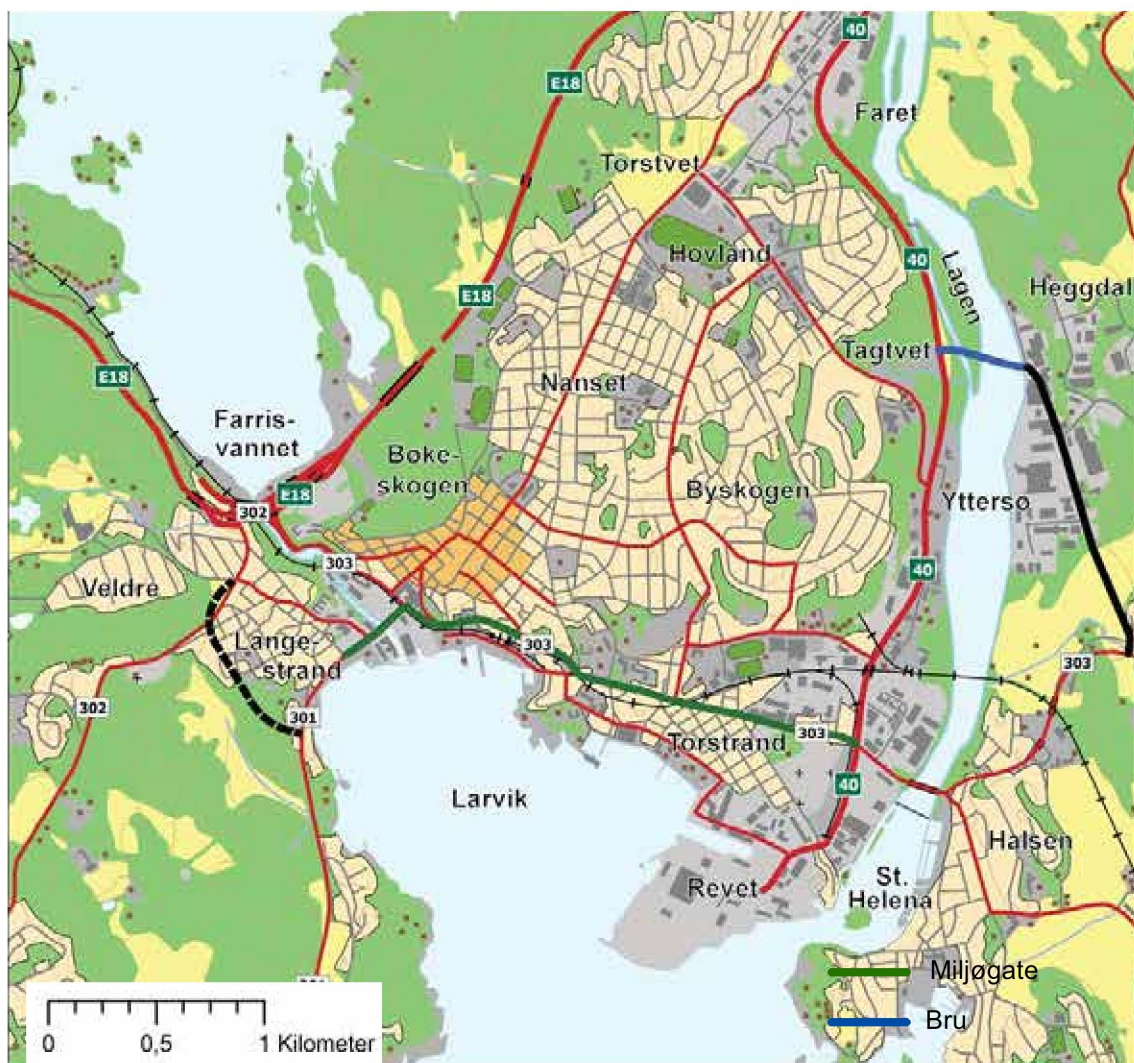 40
E18
Faret
Torstvet
Hovland
40
Lagen
Heggdal
E18
Tagtvet
E18
Nanset
Farris-
vannet
Bøke-
skogen
E18
302
Byskogen
Yttersø
303
40
Veldre
Lange-
strand
303
303
302
301
Torstrand
303
Larvik
40
Halsen
Revet
St.
Helena
Miljøgate
Bru
0
0,5
1 Kilometer